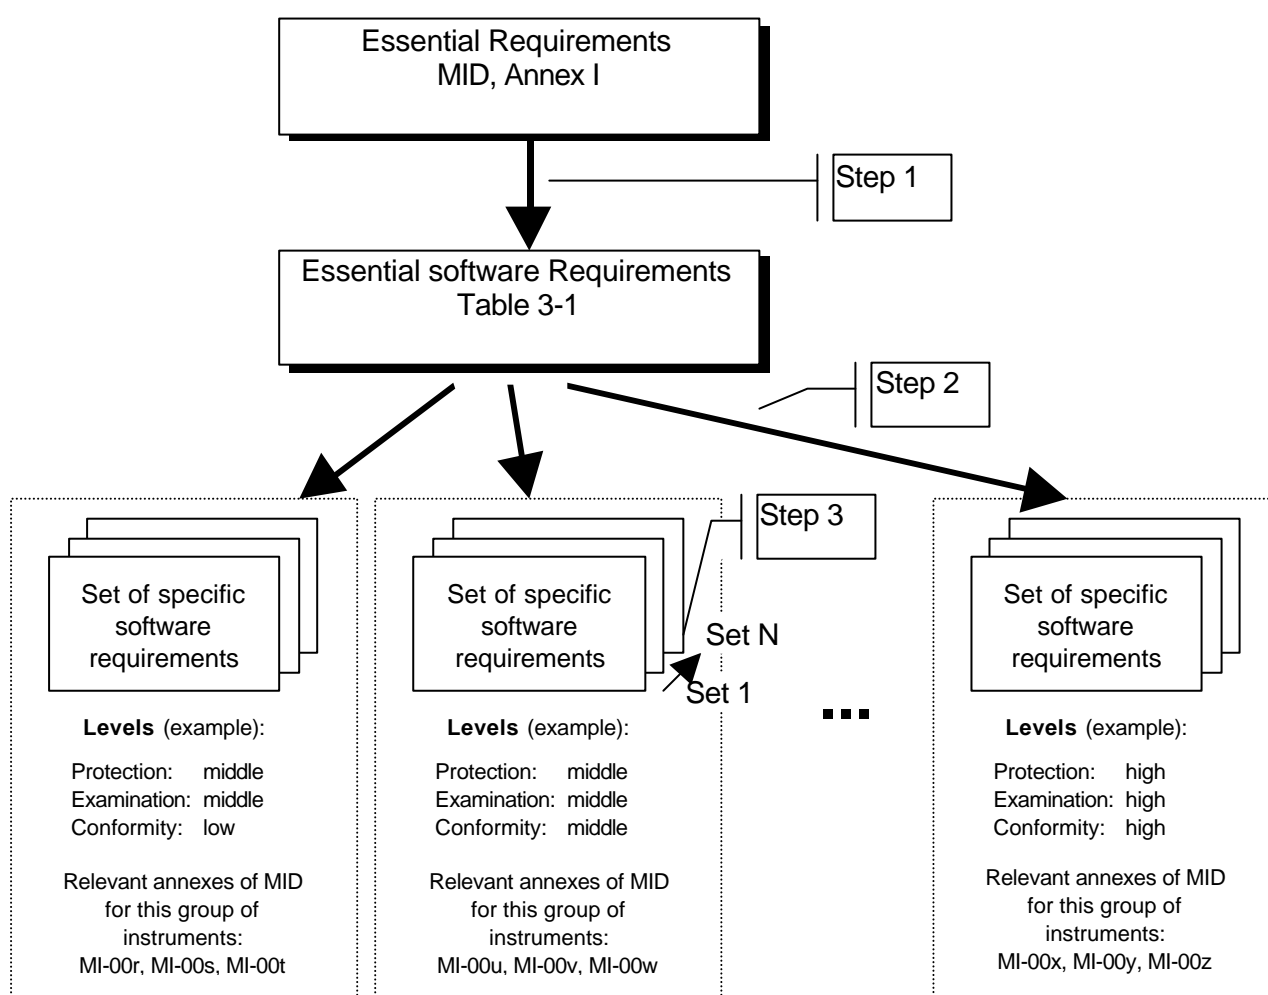 Essential Requirements
MID, Annex I
Step 1
Essential software Requirements
Table 3-1
Step 2
Step 3
Set of specific
software
requirements
Levels (example):
Protection: middle
Examination: middle
Conformity: low
Relevant annexes of MID
for this group of
instruments:
MI-00r, MI-00s, MI-00t
Set of specific
software
requirements
Set N
Set 1
Levels (example):
Protection: middle
Examination: middle
Conformity: middle
Relevant annexes of MID
for this group of
instruments:
MI-00u, MI-00v, MI-00w
...
Set of specific
software
requirements
Levels (example):
Protection: high
Examination: high
Conformity: high
Relevant annexes of MID
for this group of
instruments:
MI-00x, MI-00y, MI-00z